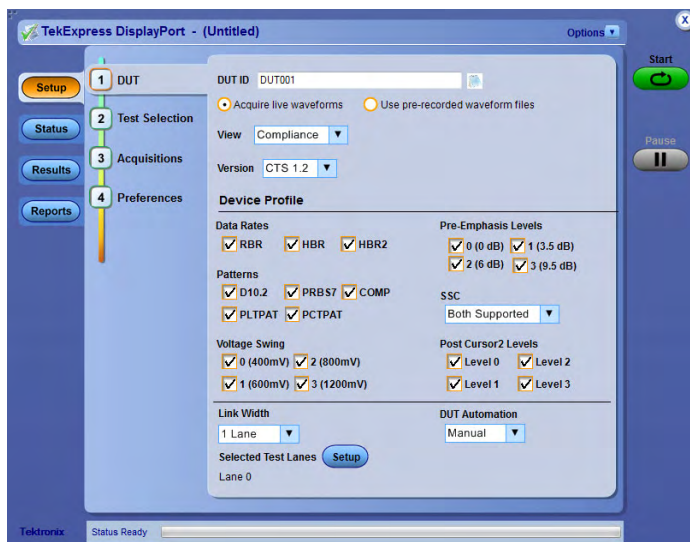 TekExpress DisplayPort - (Untitled)
Options
X
Start
Pause
Setup
Status
Results
Reports
1 DUT
2 Test Selection
3 Acquisitions
4 Preferences
DUT ID DUT001
Acquire live waveforms Use pre-recorded waveform files
View Compliance
Version CTS 1.2
Device Profile
Data Rates
RBR HBR HBR2
Patterns
D10.2 PRBS7 COMP
PLTPAT PCTPAT
Voltage Swing
0 (400mV) 2 (800mV)
1 (600mV) 3 (1200mV)
Pre-Emphasis Levels
0 (0 dB) 1 (3.5 dB)
2 (6 dB) 3 (9.5 dB)
SSC
Both Supported
Post Cursor2 Levels
Level 0 Level 2
Level 1 Level 3
Link Width
1 Lane
Selected Test Lanes Setup
Lane 0
DUT Automation
Manual
Tektronix
Status Ready